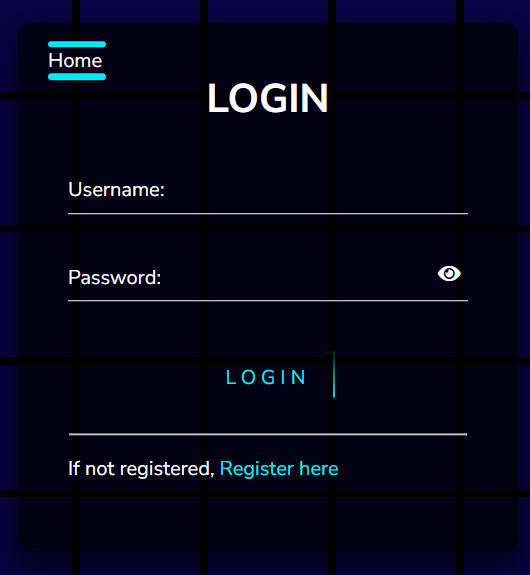 Home
LOGIN
Username:
Password:
LOGIN
If not registered, Register here